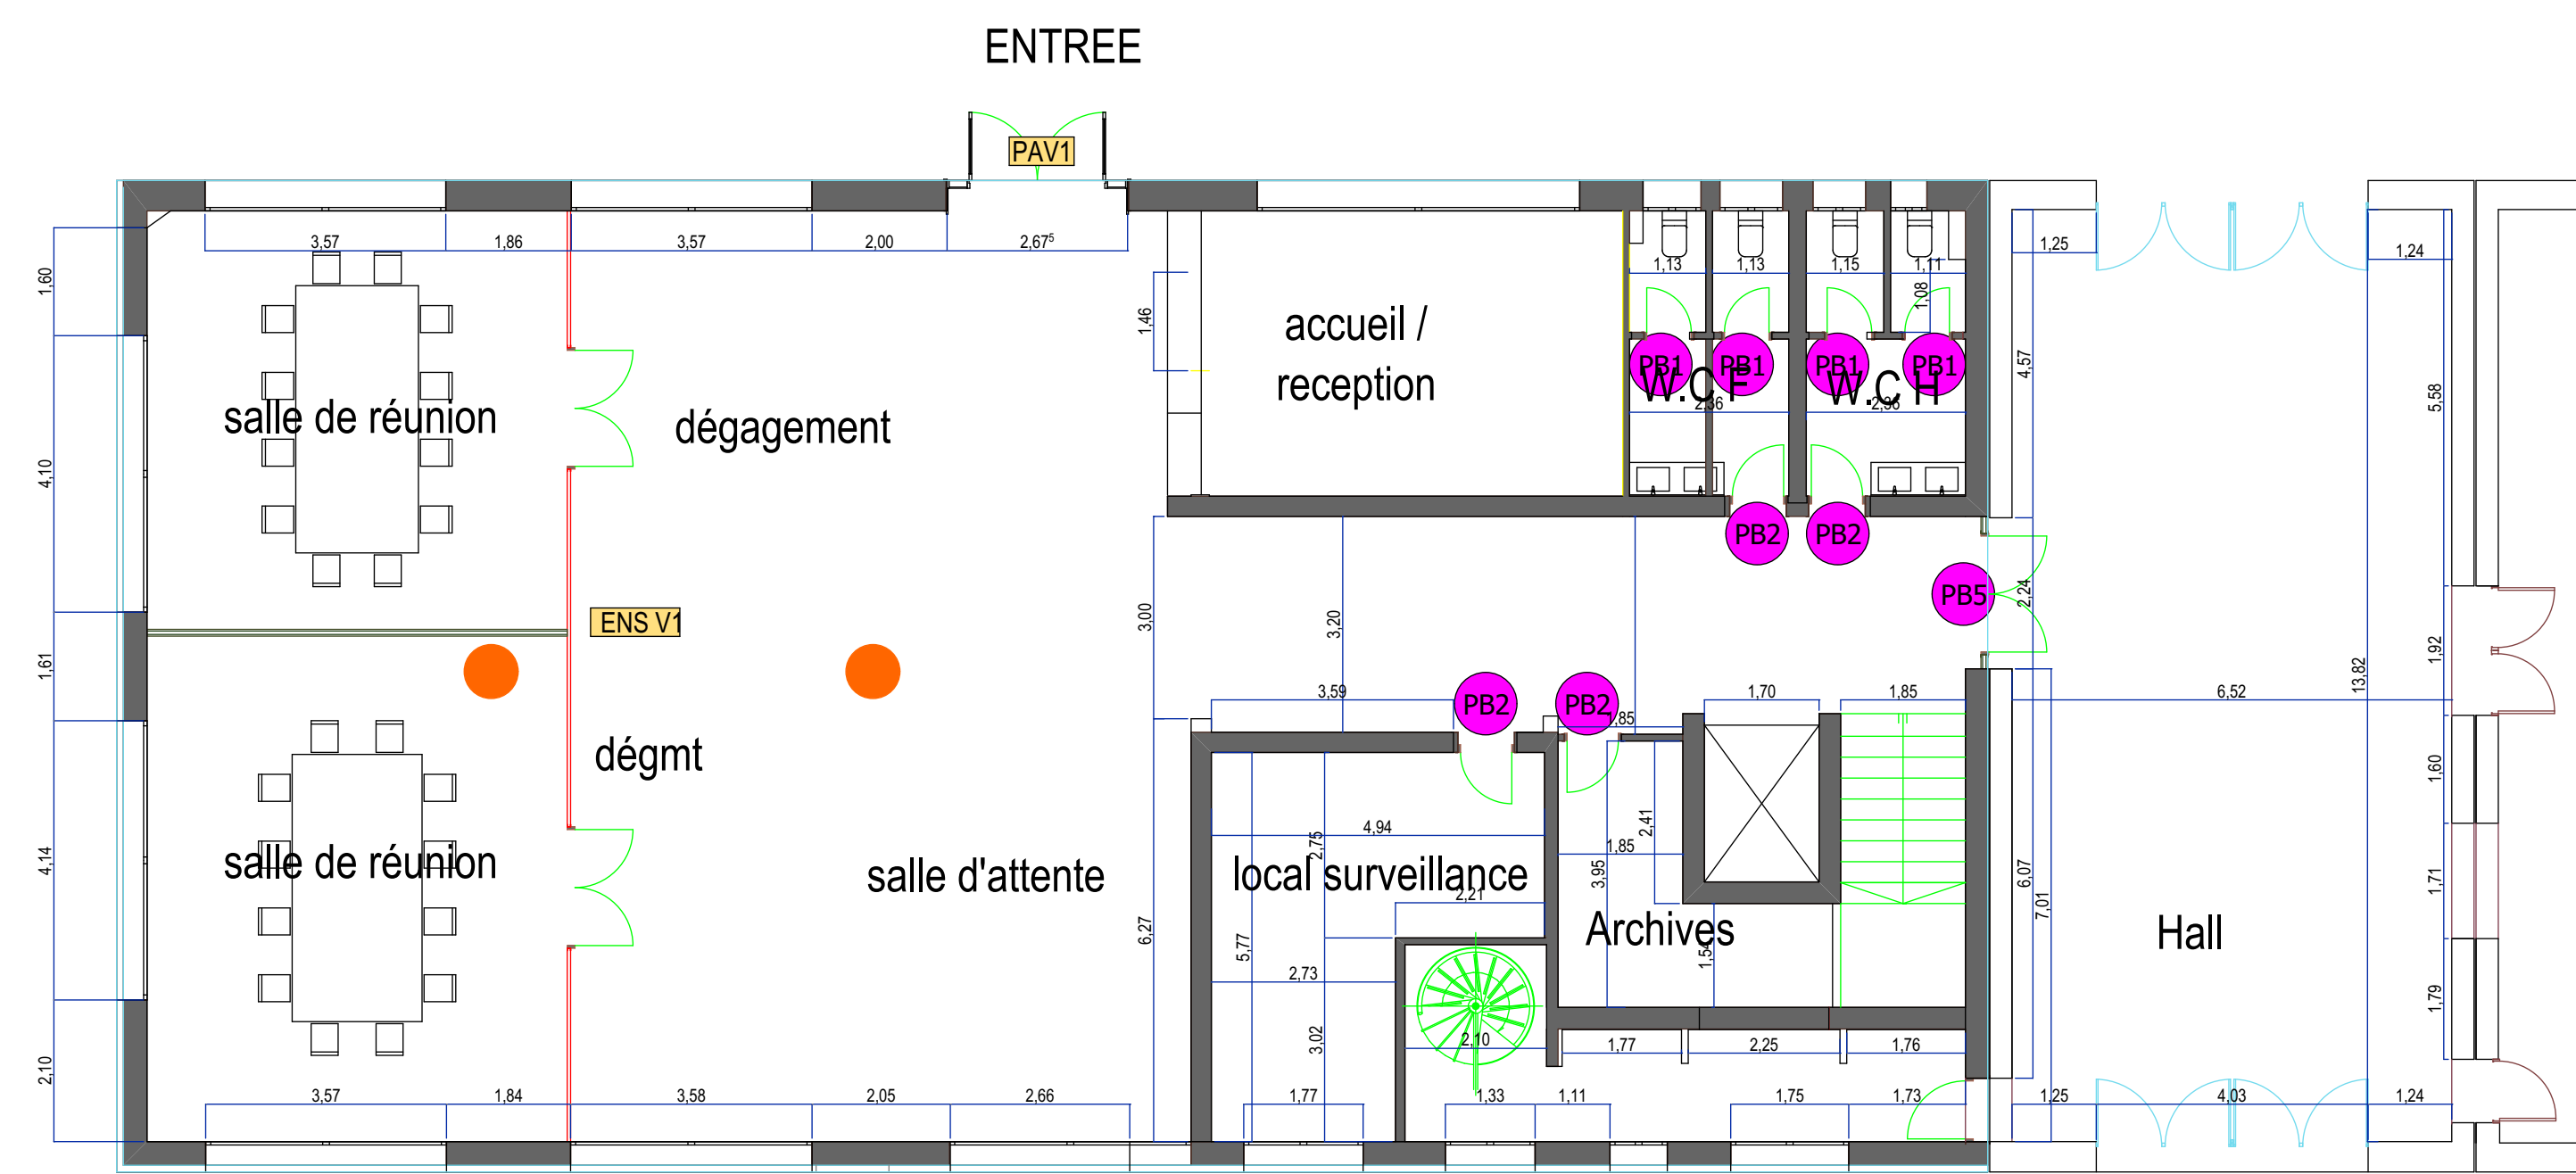 ENTREE
PAV1
3,57
1,86
3,57
2,00
2,67⁵
1,25
1,24
1,60
1,13
1,13
1,15
1,11
1,08
1,46
accueil /
reception
PB1
PB1
PB1
PB1
W.C F
W.C H
2,36
2,36
4,57
5,58
salle de réunion
dégagement
4,10
PB2
PB2
PB5
2,24
ENS V1
3,00
3,20
1,61
1,92
13,82
3,59
PB2
PB2
1,85
1,70
1,85
6,52
dégmt
1,60
4,94
2,75
2,41
1,85
salle de réunion
salle d'attente
local surveillance
4,14
3,95
6,07
7,01
1,71
2,21
Archives
Hall
6,27
5,77
1,54
2,73
1,79
3,02
2,10
1,77
2,25
1,76
2,10
3,57
1,84
3,58
2,05
2,66
1,77
1,33
1,11
1,75
1,73
1,25
4,03
1,24